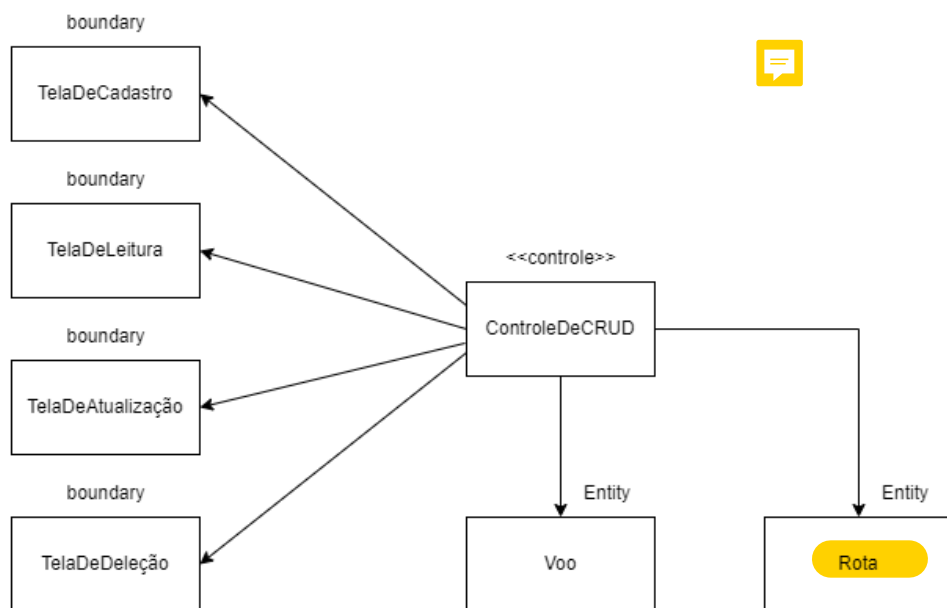 boundary
TelaDeCadastro
boundary
TelaDeLeitura
<<controle>>
ControleDeCRUD
boundary
TelaDeAtualização
boundary
TelaDeDeleção
Entity
Voo
Entity
Rota